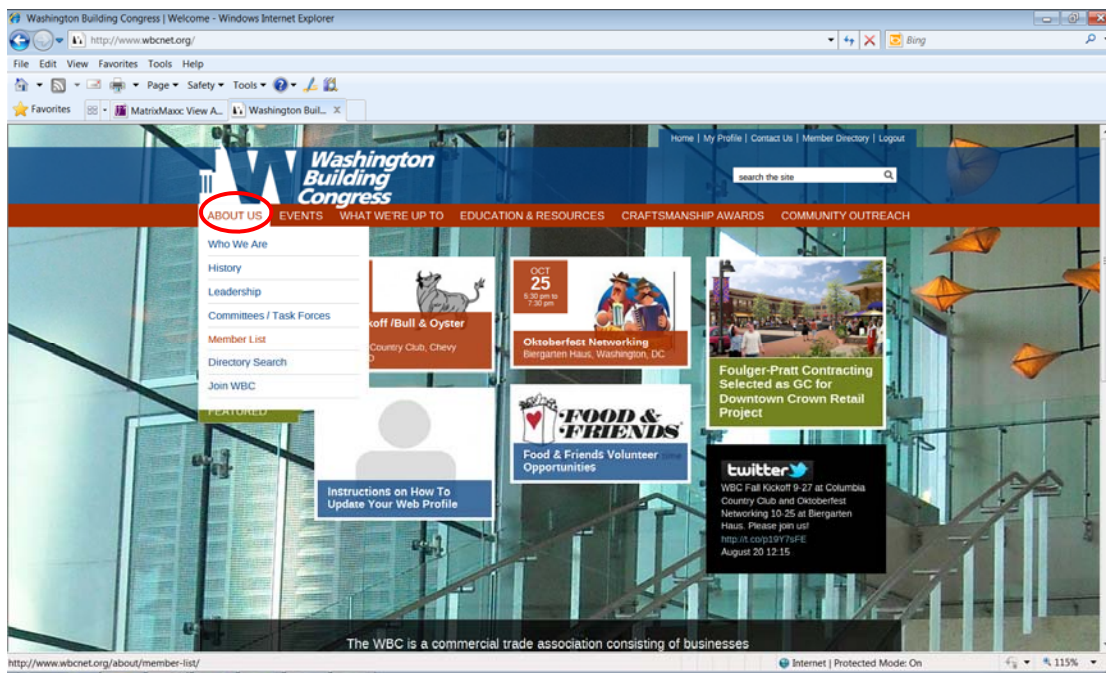 Washington Building Congress | Welcome - Windows Internet Explorer
http://www.wbcnet.org/
Bing
File Edit View Favorites Tools Help
Page Safety Tools
Favorites MatrixMaxx: View A... Washington Buil... X
Home | My Profile | Contact Us | Member Directory | Logout
Washington
Building
Congress
search the site
ABOUT US EVENTS WHAT WE'RE UP TO EDUCATION & RESOURCES CRAFTSMANSHIP AWARDS COMMUNITY OUTREACH
Who We Are
History
Leadership
Committees / Task Forces
Member List
Directory Search
Join WBC
FEATURED
off /Bull & Oyster
Country Club, Chevy
OCT
25
5:30 pm to
7:30 pm
Oktoberfest Networking
Biergarten Haus, Washington, DC
Foulger-Pratt Contracting
Selected as GC for
Downtown Crown Retail
Project
Instructions on How To
Update Your Web Profile
FOOD &
FRIENDS
time
Food & Friends Volunteer
Opportunities
twitter
WBC Fall Kickoff 9-27 at Columbia
Country Club and Oktoberfest
Networking 10-25 at Biergarten
Haus. Please join us!
http://t.co/p19Y7sFE
August 20 12:15
The WBC is a commercial trade association consisting of businesses
http://www.wbcnet.org/about/member-list/
Internet | Protected Mode: On
115%